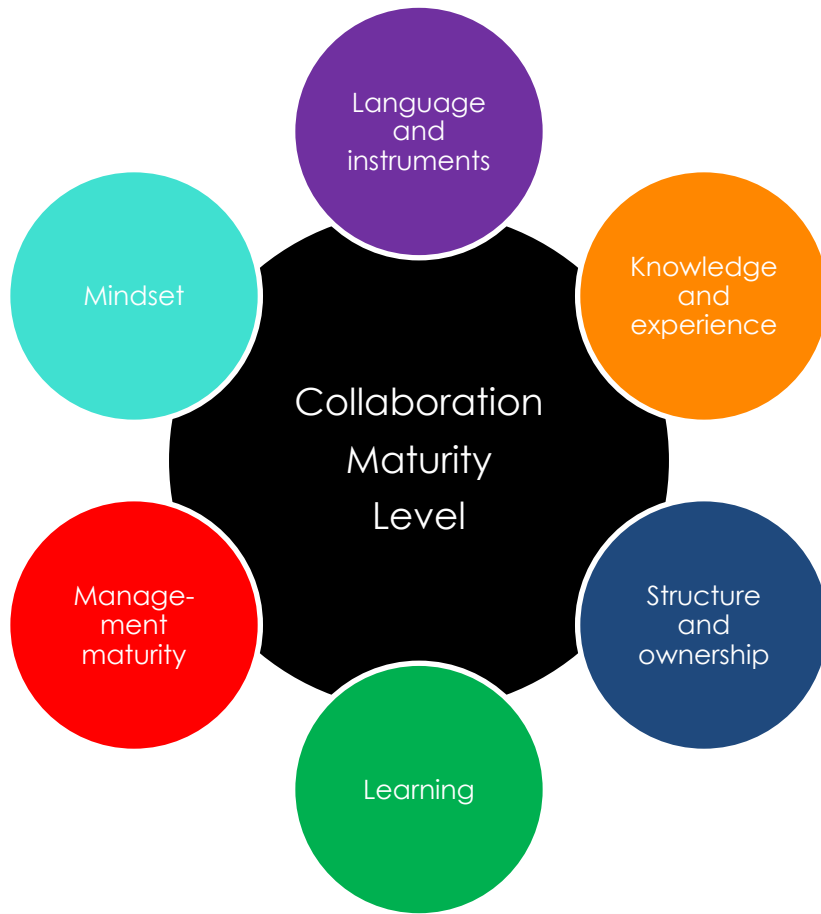 Language
and
instruments
Knowledge
and
experience
Mindset
Collaboration
Maturity
Level
Structure
and
ownership
Manage-
ment
maturity
Learning